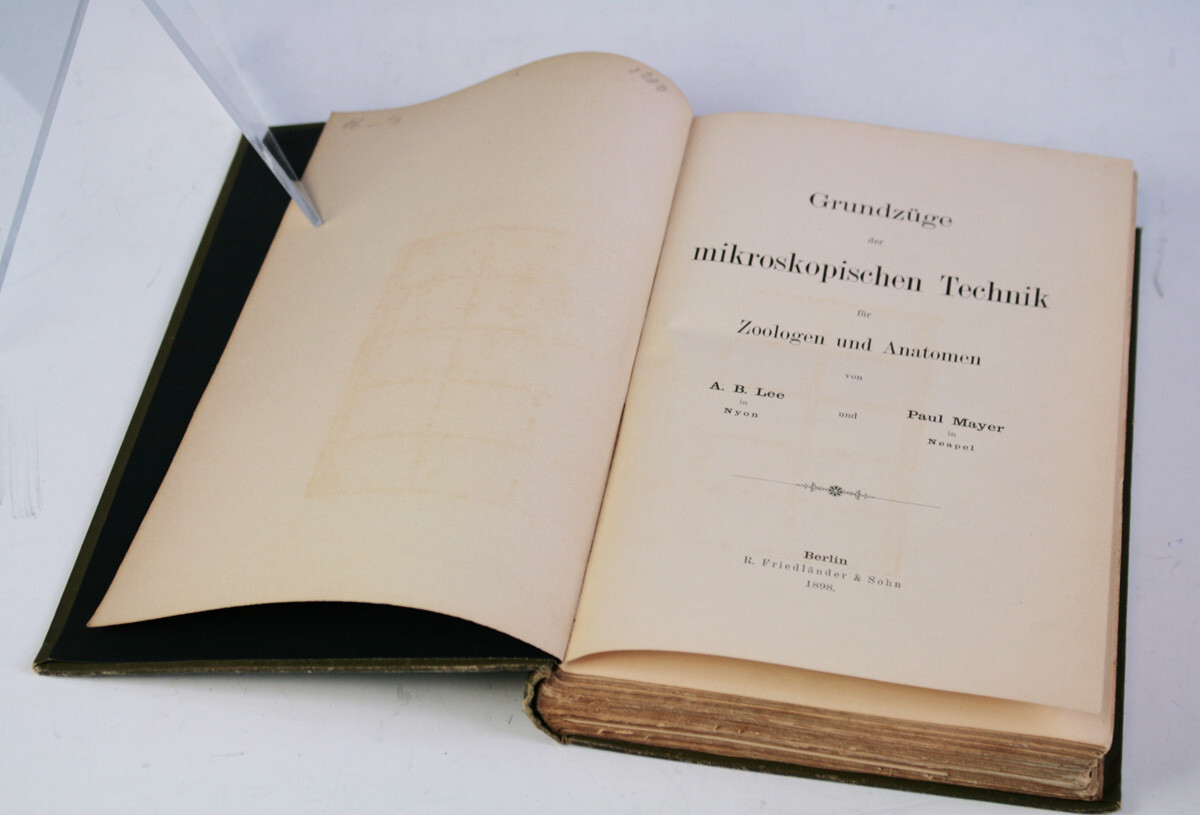 Grundzüge
der
mikroskopischen Technik
für
Zoologen und Anatomen
von
A. B. Lee
in
Nyon
und
Paul Mayer
in
Neapel
Berlin
R. Friedländer & Sohn
1898.